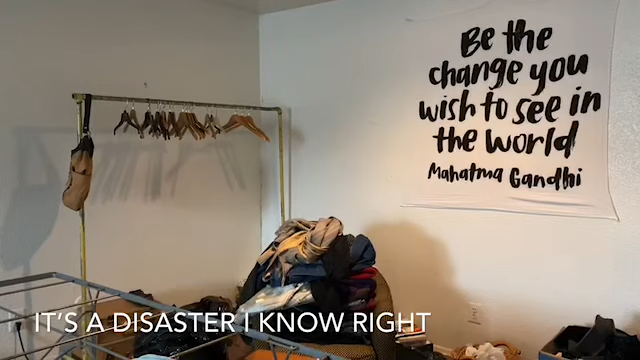 Be the
change you
wish to see in
the world
Mahatma Gandhi
IT'S A DISASTER I KNOW RIGHT